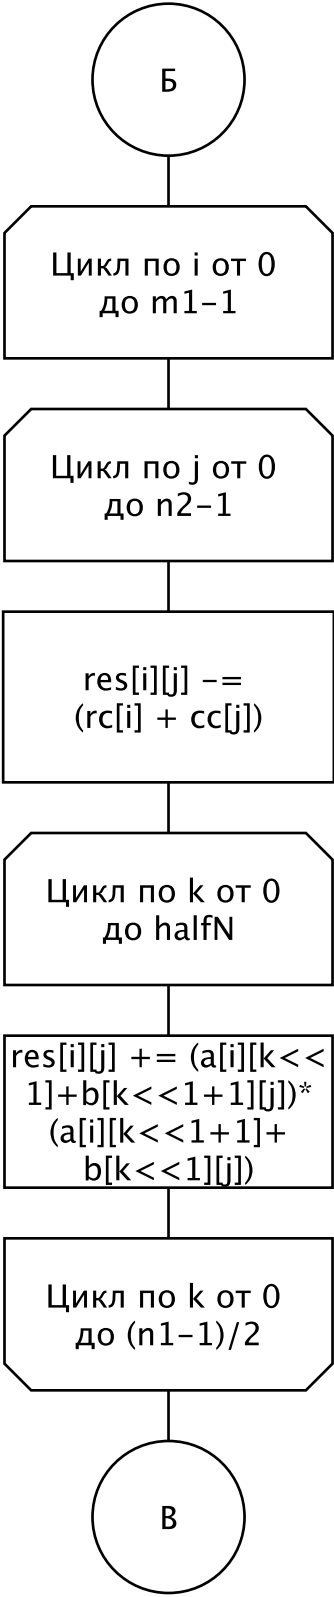 Б
Цикл по i от 0
до m1-1
Цикл по j от 0
до n2-1
res[i][j] -=
(rc[i] + cc[j])
Цикл по k от 0
до halfN
res[i][j] += (a[i][k<<
1]+b[k<<1+1][j])*
(a[i][k<<1+1]+
b[k<<1][j])
Цикл по k от 0
до (n1-1)/2
В